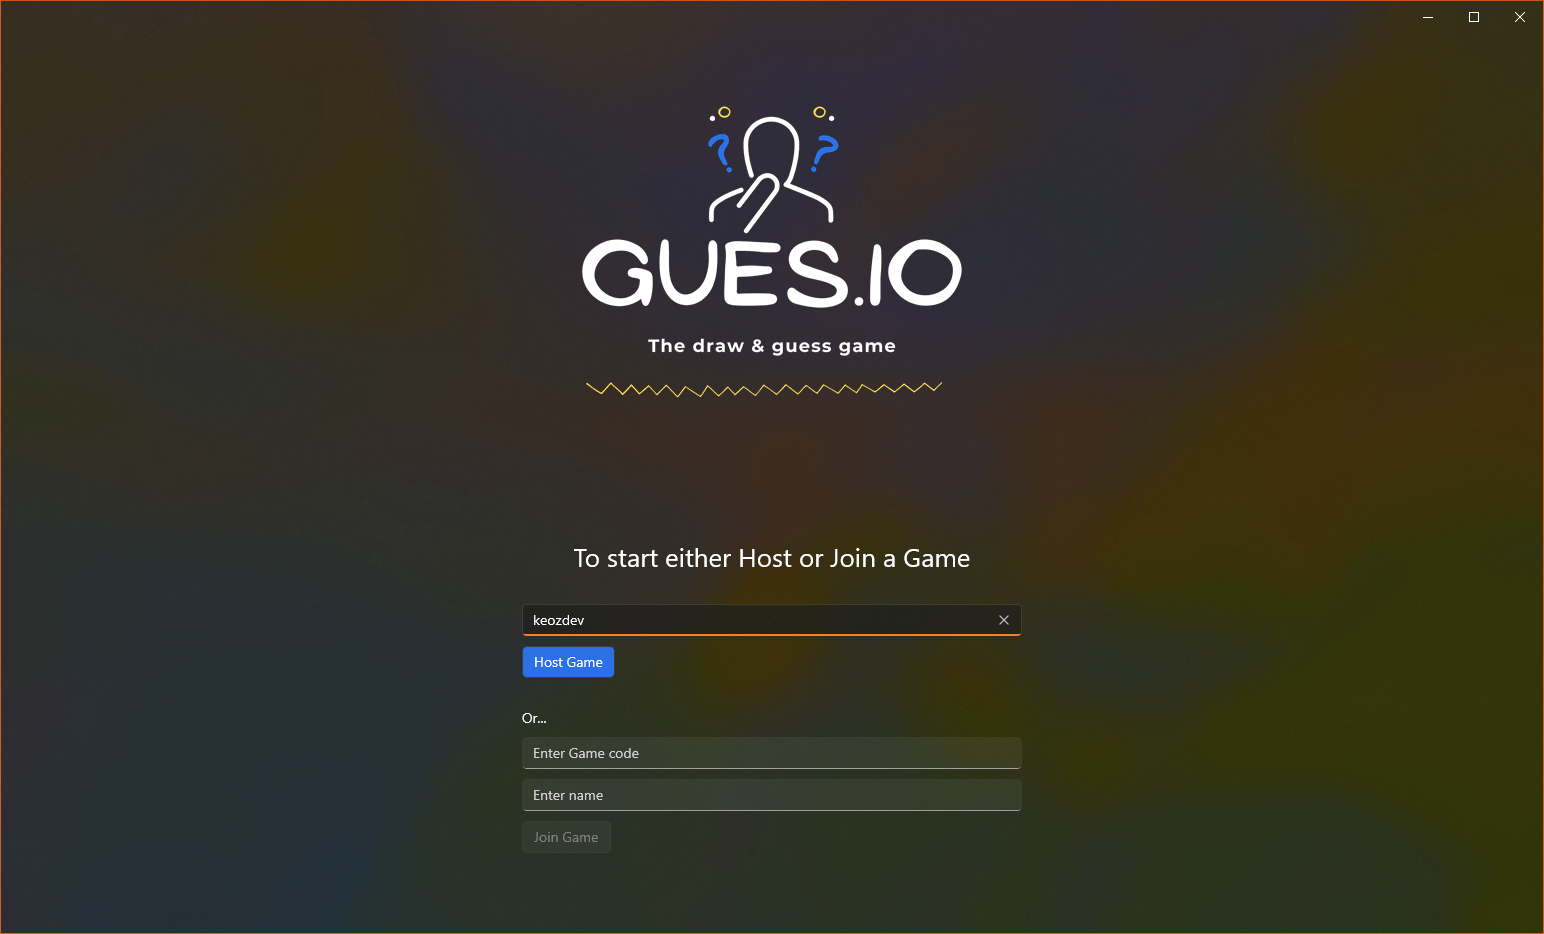 GUES.IO
The draw & guess game
To start either Host or Join a Game
keozdev
Host Game
Or...
Enter Game code
Enter name
Join Game